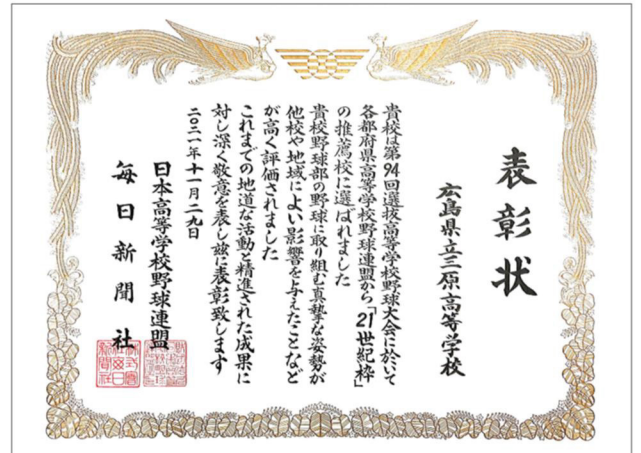 表彰状
広島県立三原高等学校
貴校は第94回選抜高等学校野球大会に於いて
各都府県高等学校野球連盟から「21世紀枠」
の推薦校に選ばれました
貴校野球部の野球に取り組む真摯な姿勢が
他校や地域によい影響を与えたことなど
が高く評価されました
これまでの地道な活動と精進された成果に
対し深く敬意を表し玆に表彰致します
二〇二一年十一月二九日
日本高等学校野球連盟
毎日新聞社